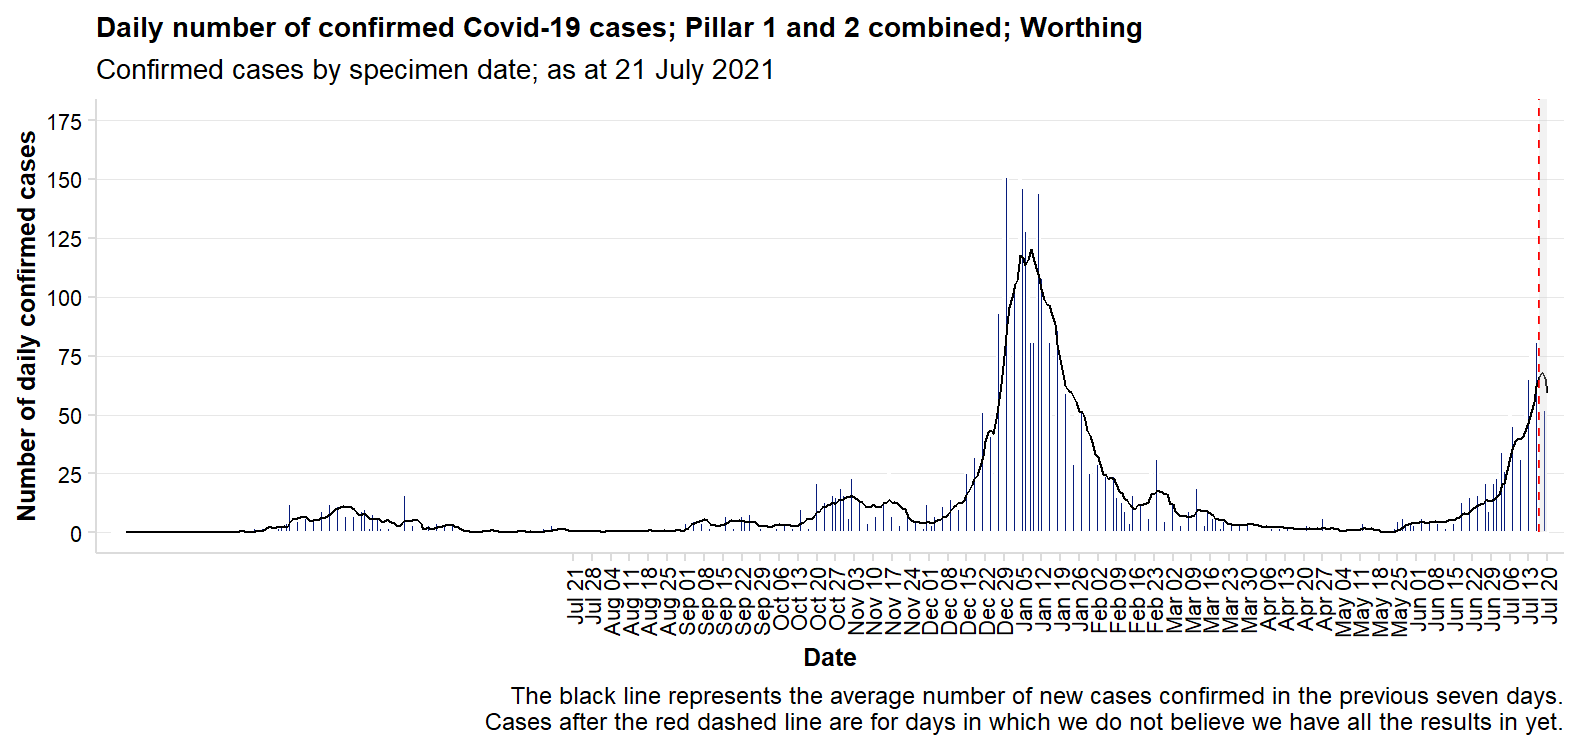 Daily number of confirmed Covid-19 cases; Pillar 1 and 2 combined; Worthing
Confirmed cases by specimen date; as at 21 July 2021
Number of daily confirmed cases
175
150
125
100
75
50
25
0
Jul 21
Jul 28
Aug 04
Aug 11
Aug 18
Aug 25
Sep 01
Sep 08
Sep 15
Sep 22
Sep 29
Oct 06
Oct 13
Oct 20
Oct 27
Nov 03
Nov 10
Nov 17
Nov 24
Dec 01
Dec 08
Dec 15
Dec 22
Dec 29
Jan 05
Jan 12
Jan 19
Jan 26
Feb 02
Feb 09
Feb 16
Feb 23
Mar 02
Mar 09
Mar 16
Mar 23
Mar 30
Apr 06
Apr 13
Apr 20
Apr 27
May 04
May 11
May 18
May 25
Jun 01
Jun 08
Jun 15
Jun 22
Jun 29
Jul 06
Jul 13
Jul 20
Date
The black line represents the average number of new cases confirmed in the previous seven days.
Cases after the red dashed line are for days in which we do not believe we have all the results in yet.